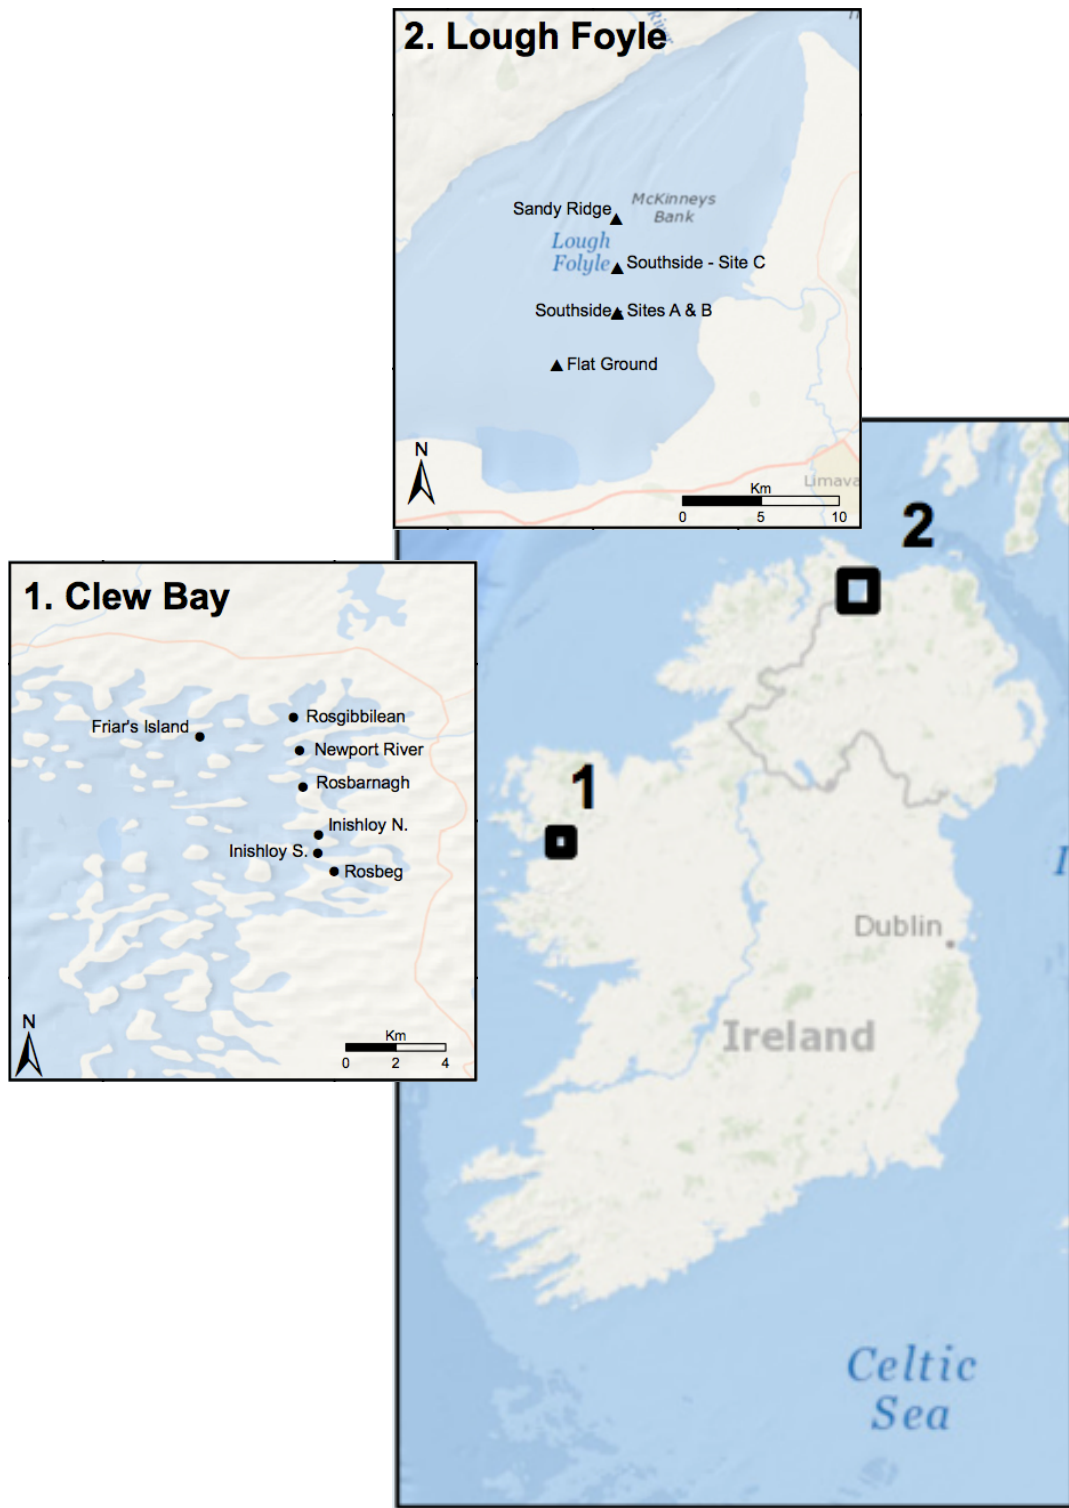 2. Lough Foyle
River
Sandy Ridge
McKinneys
Bank
Lough
Folyle
Southside - Site C
Southside - Sites A & B
Flat Ground
N
Km
0 5 10
2
1. Clew Bay
Friar's Island
Rosgibbilean
Newport River
Rosbarnagh
Inishloy N.
Inishloy S.
Rosbeg
N
Km
0 2 4
1
Dublin
Ireland
Celtic
Sea